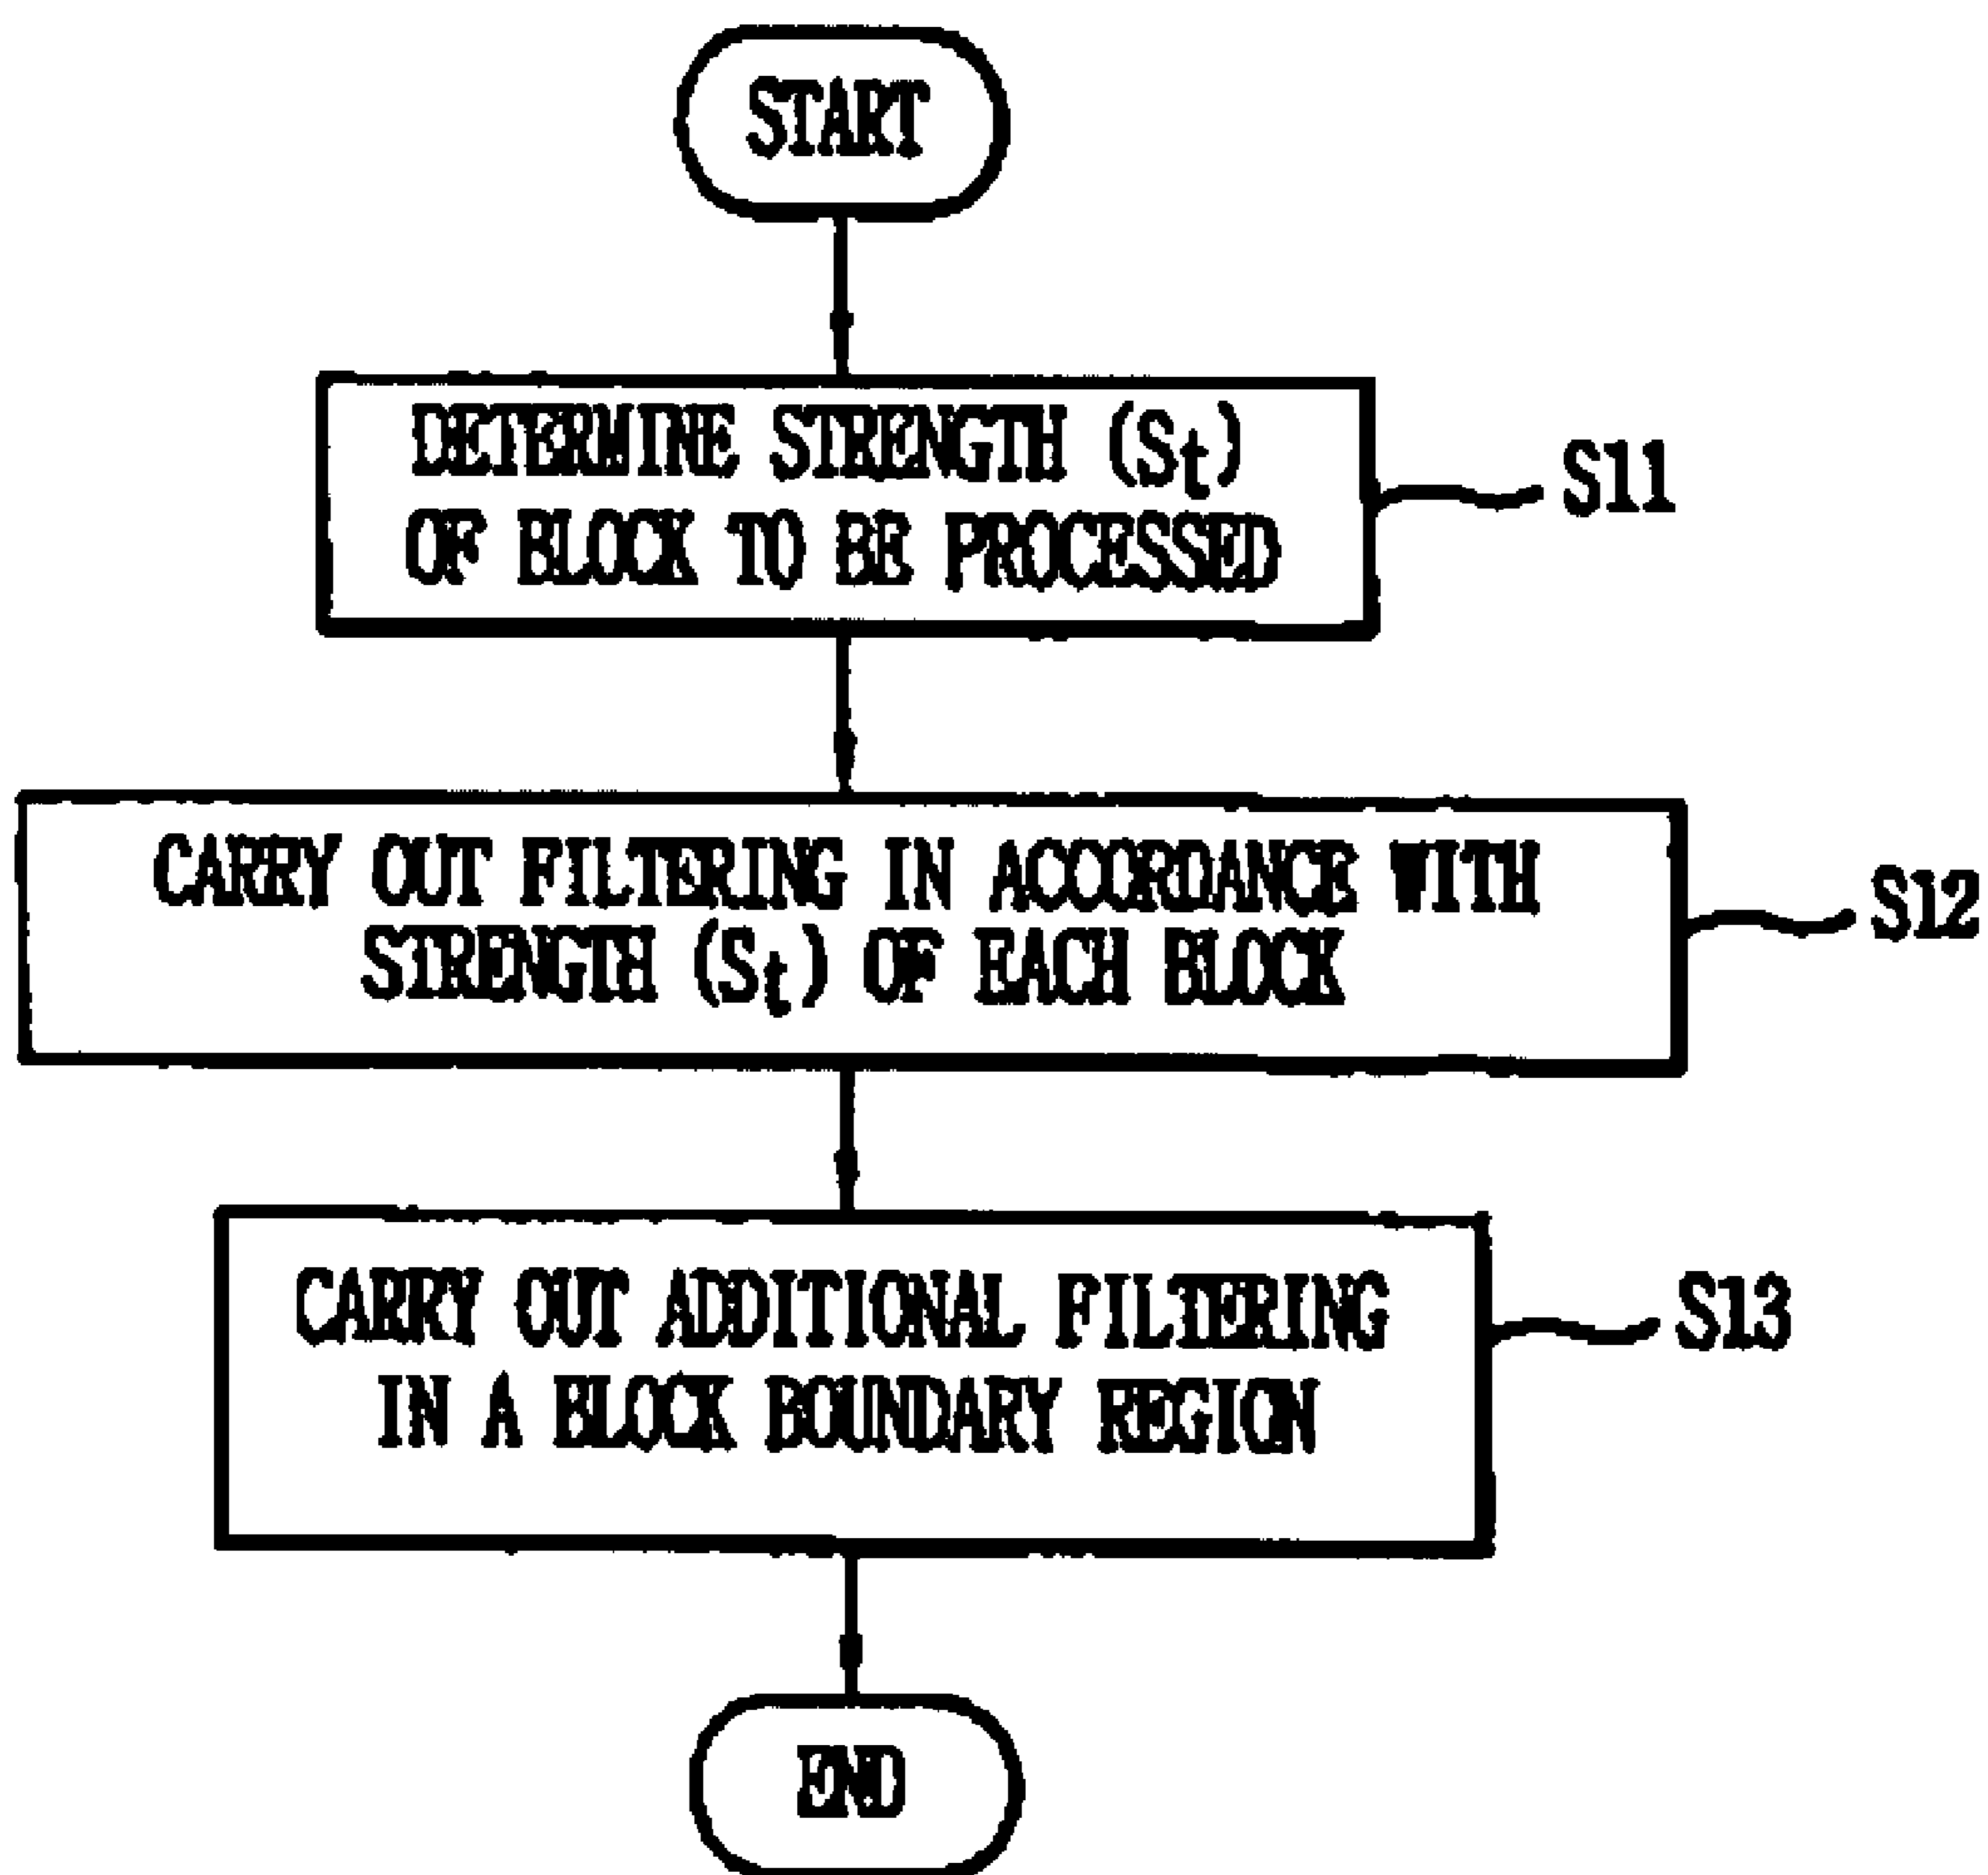 START
DETERMINE STRENGTH (St)
OF BLOCK TO BE PROCESSED
S11
CARRY OUT FILTERING IN ACCORDANCE WITH
STRENGTH (St) OF EACH BLOCK
S12
CARRY OUT ADDITIONAL FILTERING
IN A BLOCK BOUNDARY REGION
S13
END